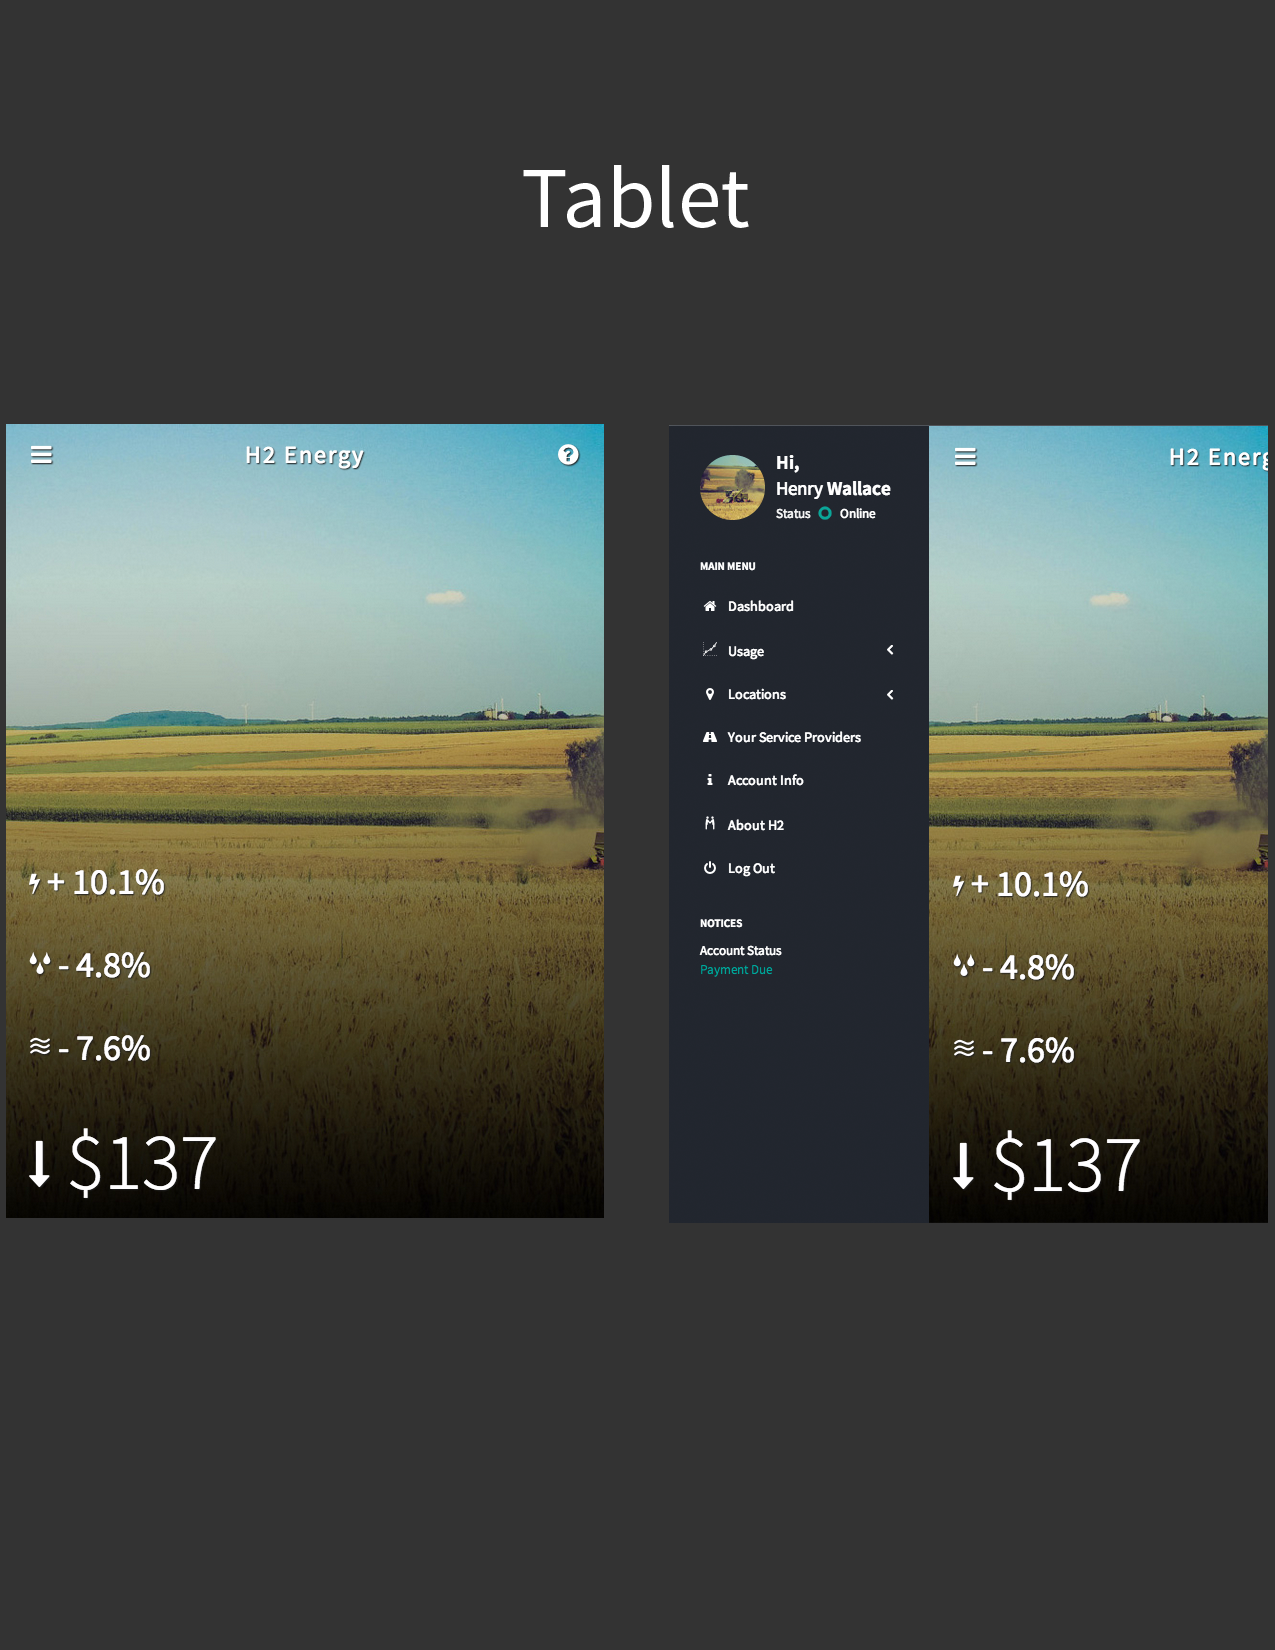 Tablet
H2 Energy
+ 10.1%
- 4.8%
- 7.6%
$137
Hi,
Henry Wallace
Status Online
MAIN MENU
Dashboard
Usage
Locations
Your Service Providers
Account Info
About H2
Log Out
NOTICES
Account Status
Payment Due
H2 Energ
+ 10.1%
- 4.8%
- 7.6%
$137